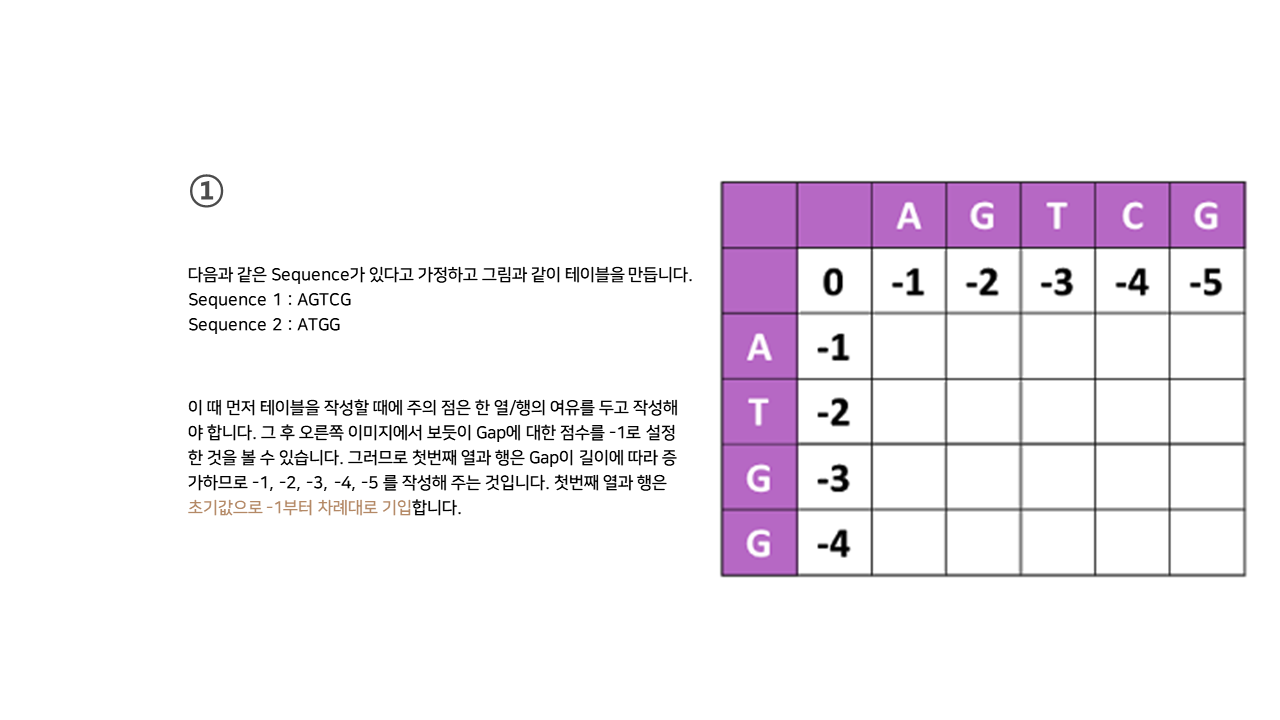 ①
다음과 같은 Sequence가 있다고 가정하고 그림과 같이 테이블을 만듭니다.
Sequence 1 : AGTCG
Sequence 2 : ATGG
이 때 먼저 테이블을 작성할 때에 주의 점은 한 열/행의 여유를 두고 작성해
야 합니다. 그 후 오른쪽 이미지에서 보듯이 Gap에 대한 점수를 -1로 설정
한 것을 볼 수 있습니다. 그러므로 첫번째 열과 행은 Gap이 길이에 따라 증
가하므로 -1, -2, -3, -4, -5 를 작성해 주는 것입니다. 첫번째 열과 행은
초기값으로 -1부터 차례대로 기입합니다.
A G T C G
0 -1 -2 -3 -4 -5
A -1
T -2
G -3
G -4